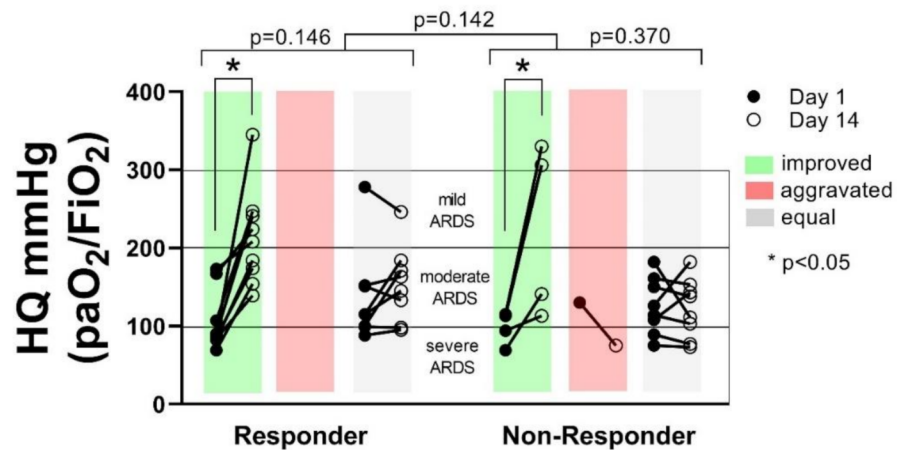 p=0.142
p=0.146
p=0.370
*
*
HQ mmHg
(paO₂/FiO₂)
400
300
200
100
0
mild
ARDS
moderate
ARDS
severe
ARDS
Day 1
Day 14
improved
aggravated
equal
* p<0.05
Responder
Non-Responder